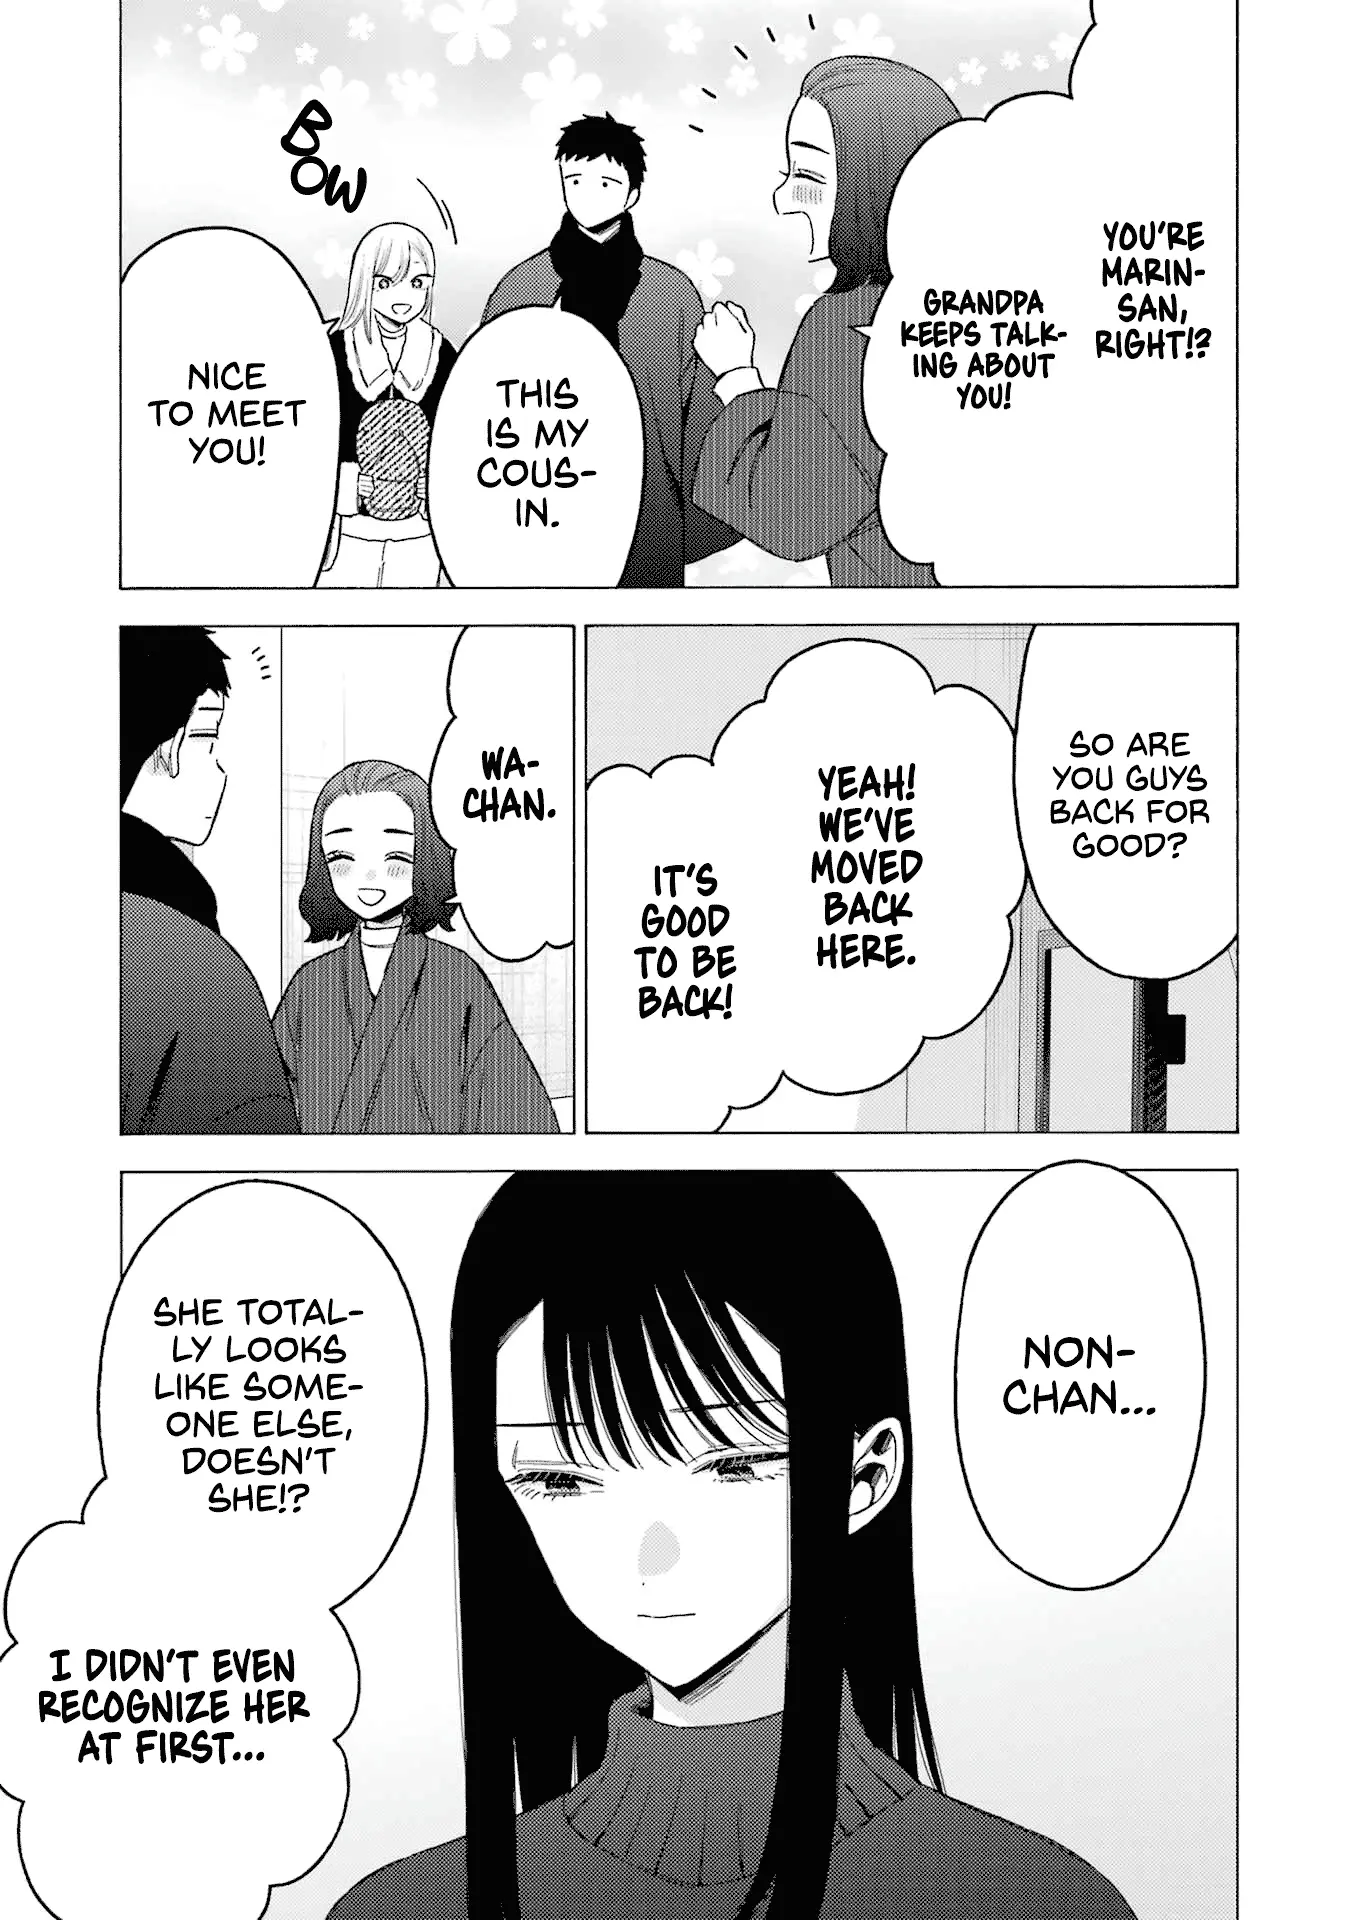 YOU'RE
MARIN-
SAN,
RIGHT!?
GRANDPA
KEEPS TALK-
ING ABOUT
YOU!
THIS
IS MY
COUS-
IN.
BOW
NICE
TO MEET
YOU!
SO ARE
YOU GUYS
BACK FOR
GOOD?
YEAH!
WE'VE
MOVED
BACK
HERE.
IT'S
GOOD
TO BE
BACK!
WA-
CHAN.
NON-
CHAN...
SHE TOTAL-
LY LOOKS
LIKE SOME-
ONE ELSE,
DOESN'T
SHE!?
I DIDN'T EVEN
RECOGNIZE HER
AT FIRST...